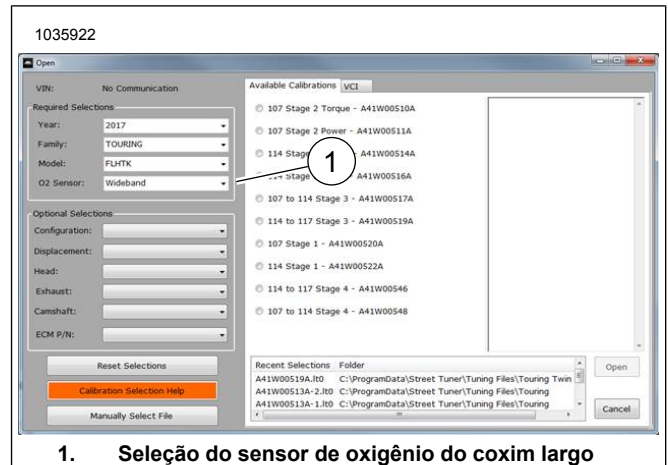 1035922
Open
VIN: No Communication
Required Selections
Year: 2017
Family: TOURING
Model: FLHTK
O2 Sensor: Wideband
Optional Selections
Configuration:
Displacement:
Head:
Exhaust:
Camshaft:
ECM P/N:
Reset Selections
Calibration Selection Help
Manually Select File
Available Calibrations VCI
107 Stage 2 Torque - A41W00510A
107 Stage 2 Power - A41W00511A
114 Stage A41W00514A
Stage A41W00516A
1
107 to 114 Stage 3 - A41W00517A
114 to 117 Stage 3 - A41W00519A
107 Stage 1 - A41W00520A
114 Stage 1 - A41W00522A
114 to 117 Stage 4 - A41W00546
107 to 114 Stage 4 - A41W00548
Recent Selections Folder
A41W00519A.lt0 C:\ProgramData\Street Tuner\Tuning Files\Touring Twin
A41W00513A-2.lt0 C:\ProgramData\Street Tuner\Tuning Files\Touring
A41W00513A-1.lt0 C:\ProgramData\Street Tuner\Tuning Files\Touring
Open
Cancel
1. Seleção do sensor de oxigênio do coxim largo